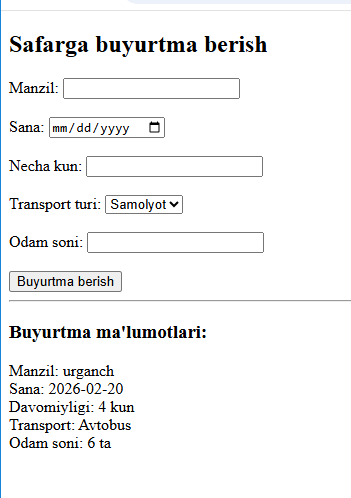 Safarga buyurtma berish
Manzil:
Sana: mm/dd/yyyy
Necha kun:
Transport turi: Samolyot
Odam soni:
Buyurtma berish
Buyurtma ma'lumotlari:
Manzil: urganch
Sana: 2026-02-20
Davomiyligi: 4 kun
Transport: Avtobus
Odam soni: 6 ta